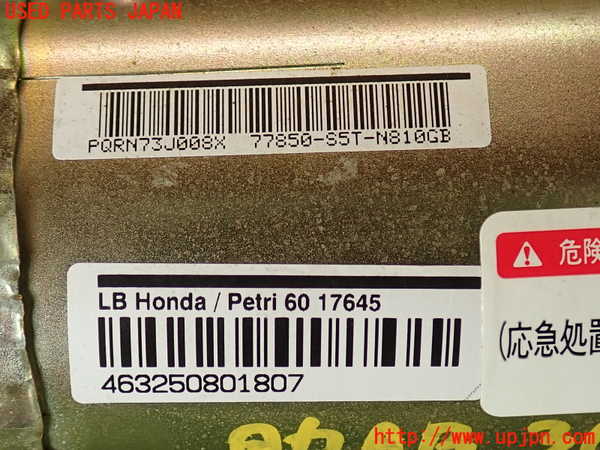 USED PARTS JAPAN
PQRN73J008X 77850-S5T-N810GB
LB Honda / Petri 60 17645
463250801807
危険
(応急処置
http://www.upjpn.com/